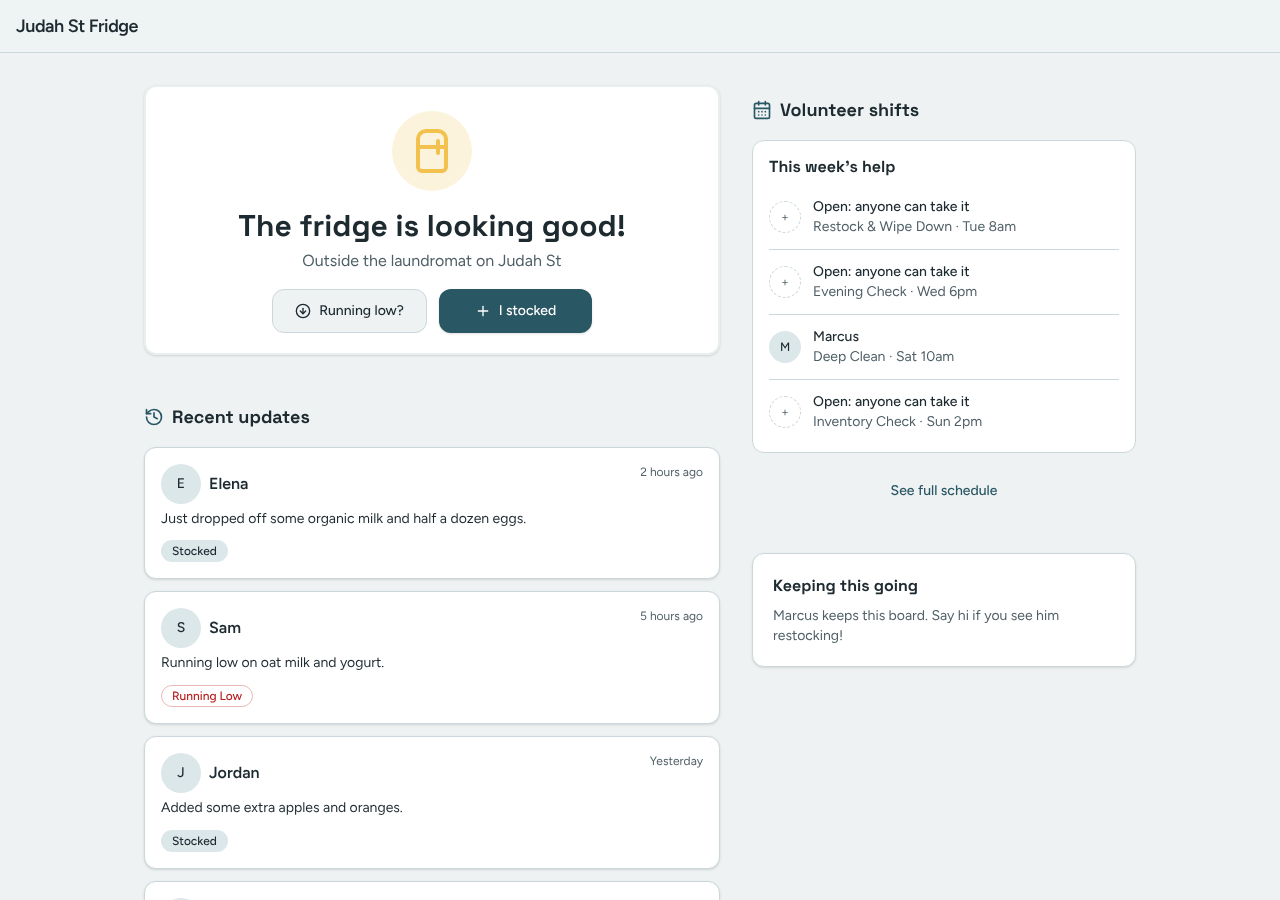 Judah St Fridge
The fridge is looking good!
Outside the laundromat on Judah St
Running low?
I stocked
Recent updates
E
Elena
2 hours ago
Just dropped off some organic milk and half a dozen eggs.
Stocked
S
Sam
5 hours ago
Running low on oat milk and yogurt.
Running Low
J
Jordan
Yesterday
Added some extra apples and oranges.
Stocked
Volunteer shifts
This week’s help
+
Open: anyone can take it
Restock & Wipe Down · Tue 8am
+
Open: anyone can take it
Evening Check · Wed 6pm
M
Marcus
Deep Clean · Sat 10am
+
Open: anyone can take it
Inventory Check · Sun 2pm
See full schedule
Keeping this going
Marcus keeps this board. Say hi if you see him
restocking!